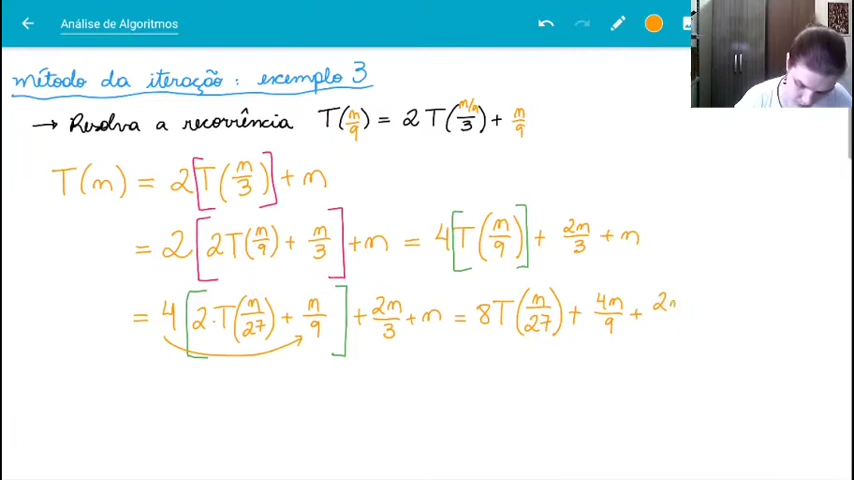 Análise de Algoritmos
método da iteração: exemplo 3
→ Resolva a recorrência T(n/9) = 2T((n/9)/3) + n/9
T(n) = 2[T(n/3)] + n
= 2[2T(n/9) + n/3] + n = 4[T(n/9)] + 2n/3 + n
= 4[2·T(n/27) + n/9] + 2n/3 + n = 8T(n/27) + 4n/9 + 2n